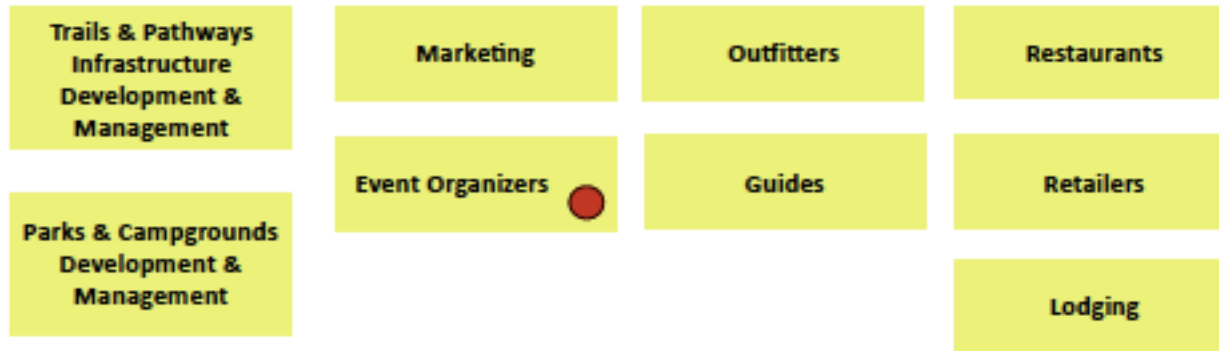 Trails & Pathways
Infrastructure
Development &
Management
Marketing
Outfitters
Restaurants
Event Organizers
Guides
Retailers
Parks & Campgrounds
Development &
Management
Lodging